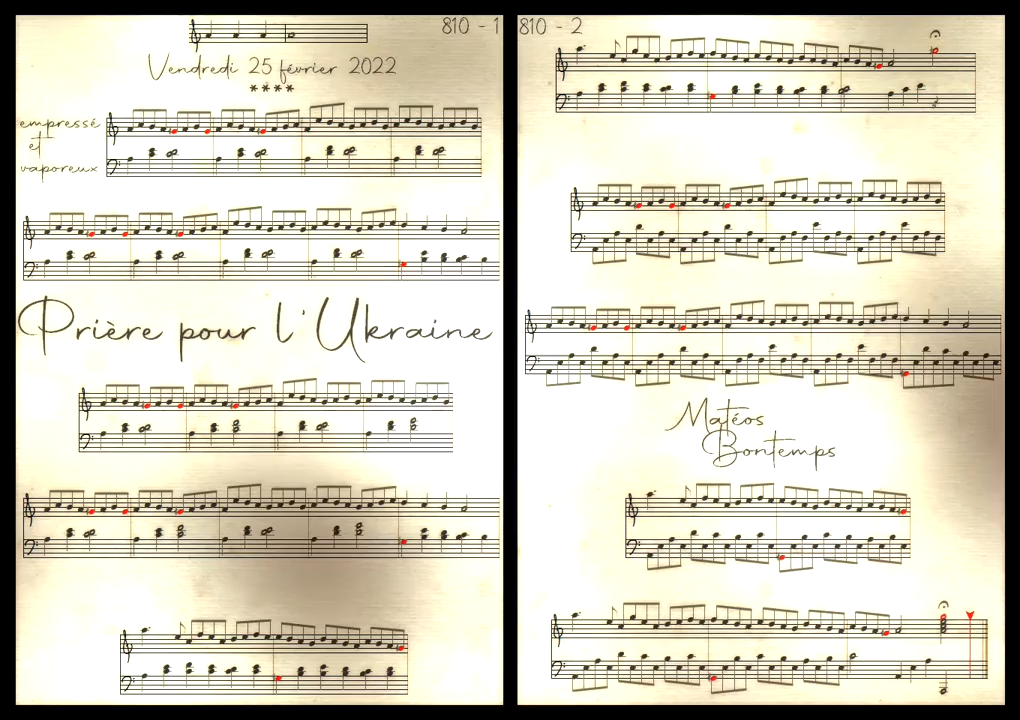 810 - 1
Vendredi 25 février 2022
****
empressé
et
vaporeux
Prière pour l'Ukraine
810 - 2
Matéos
Bontemps